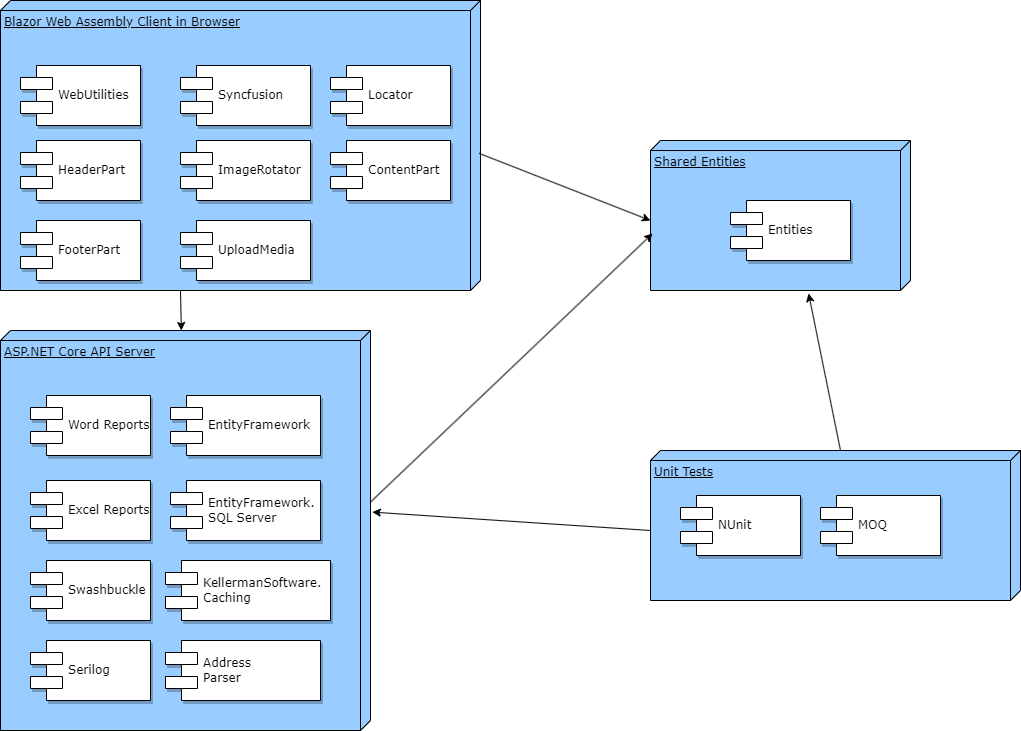 Blazor Web Assembly Client in Browser
WebUtilities
Syncfusion
Locator
HeaderPart
ImageRotator
ContentPart
FooterPart
UploadMedia
Shared Entities
Entities
ASP.NET Core API Server
Word Reports
EntityFramework
Excel Reports
EntityFramework.
SQL Server
Swashbuckle
KellermanSoftware.
Caching
Serilog
Address
Parser
Unit Tests
NUnit
MOQ